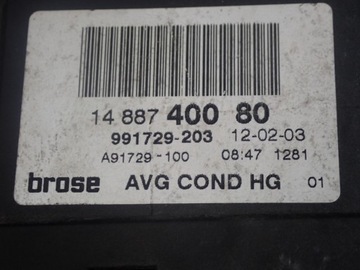 14 887 400 80
991729-203 12-02-03
A91729-100 08:47 1281
brose AVG COND HG 01